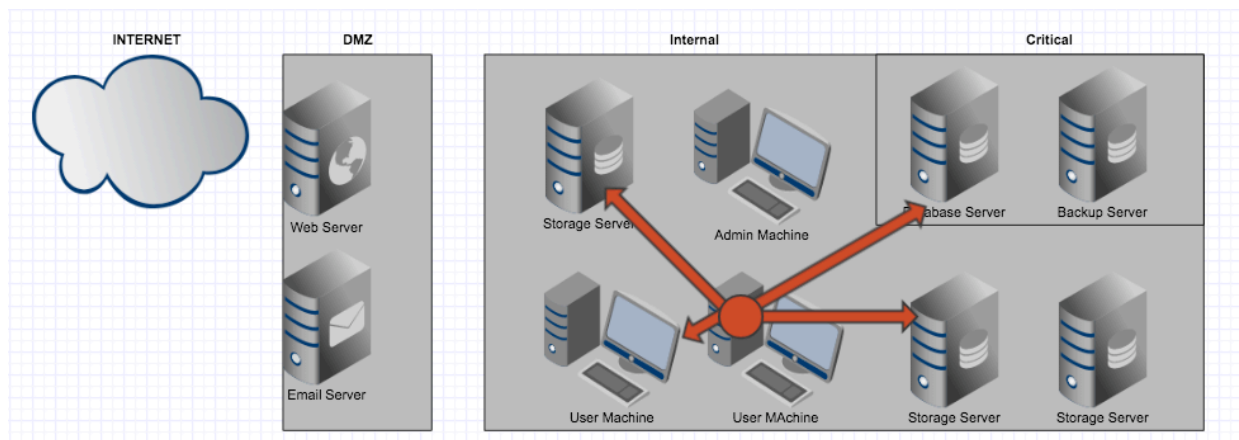 INTERNET
DMZ
Internal
Critical
Web Server
Storage Server
Admin Machine
Server
Backup Server
Email Server
User Machine
User MAchine
Storage Server
Storage Server